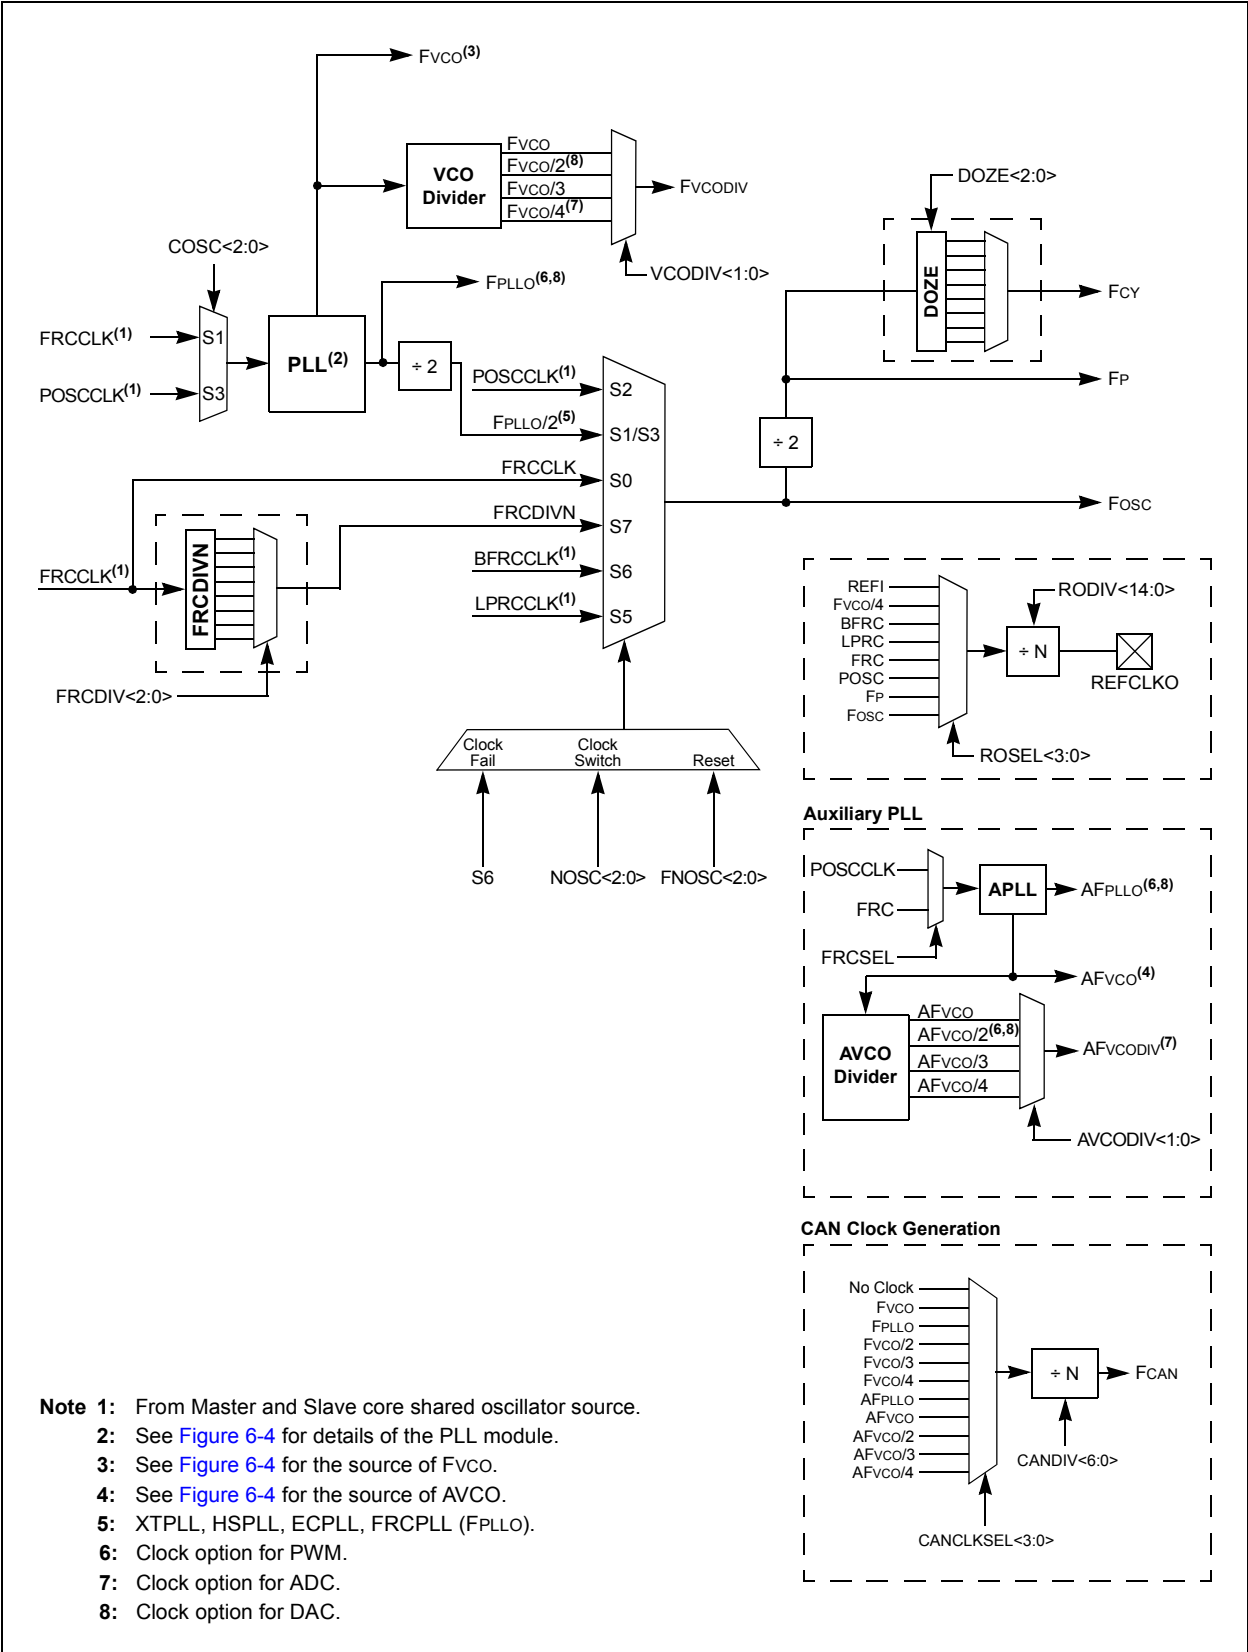 FVCO(3)
VCO
Divider
FVCO
FVCO/2(8)
FVCO/3
FVCO/4(7)
FVCODIV
VCODIV<1:0>
DOZE<2:0>
DOZE
FCY
COSC<2:0>
FPLLO(6,8)
FRCCLK(1)
S1
POSCCLK(1)
S3
PLL(2)
÷ 2
POSCCLK(1)
S2
FPLLO/2(5)
S1/S3
FRCCLK
S0
FRCDIVN
S7
BFRCCLK(1)
S6
LPRCCLK(1)
S5
FP
÷ 2
FOSC
FRCCLK(1)
FRCDIVN
FRCDIV<2:0>
Clock
Fail
Clock
Switch
Reset
S6
NOSC<2:0>
FNOSC<2:0>
REFI
FVCO/4
BFRC
LPRC
FRC
POSC
FP
FOSC
RODIV<14:0>
÷ N
REFCLKO
ROSEL<3:0>
Auxiliary PLL
POSCCLK
FRC
FRCSEL
APLL
AFPLLO(6,8)
AFVCO(4)
AVCO
Divider
AFVCO
AFVCO/2(6,8)
AFVCO/3
AFVCO/4
AFVCODIV(7)
AVCODIV<1:0>
CAN Clock Generation
No Clock
FVCO
FPLLO
FVCO/2
FVCO/3
FVCO/4
AFPLLO
AFVCO
AFVCO/2
AFVCO/3
AFVCO/4
÷ N
FCAN
CANDIV<6:0>
CANCLKSEL<3:0>
Note 1: From Master and Slave core shared oscillator source.
2: See Figure 6-4 for details of the PLL module.
3: See Figure 6-4 for the source of FVCO.
4: See Figure 6-4 for the source of AVCO.
5: XTPLL, HSPLL, ECPLL, FRCPLL (FPLLO).
6: Clock option for PWM.
7: Clock option for ADC.
8: Clock option for DAC.